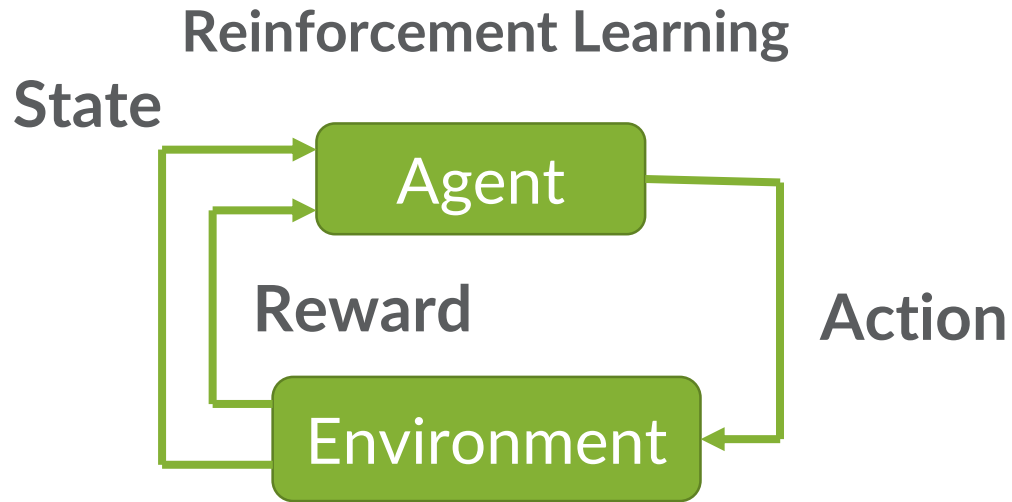 Reinforcement Learning
State
Agent
Reward
Action
Environment